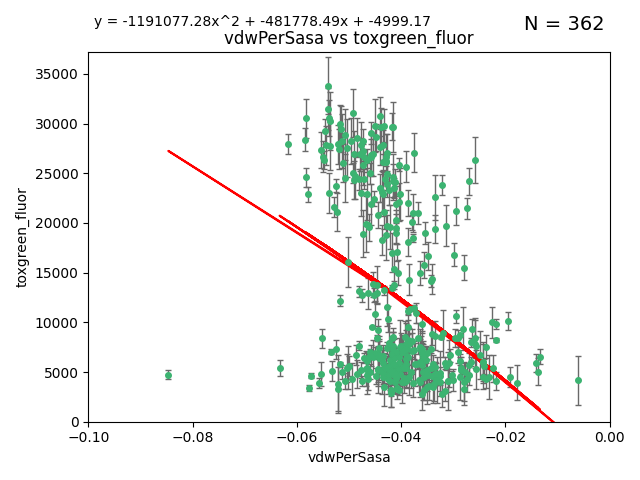 y = -1191077.28x^2 + -481778.49x + -4999.17
N = 362
vdwPerSasa vs toxgreen_fluor
35000
30000
25000
20000
15000
10000
5000
0
toxgreen_fluor
−0.10 −0.08 −0.06 −0.04 −0.02 0.00
vdwPerSasa